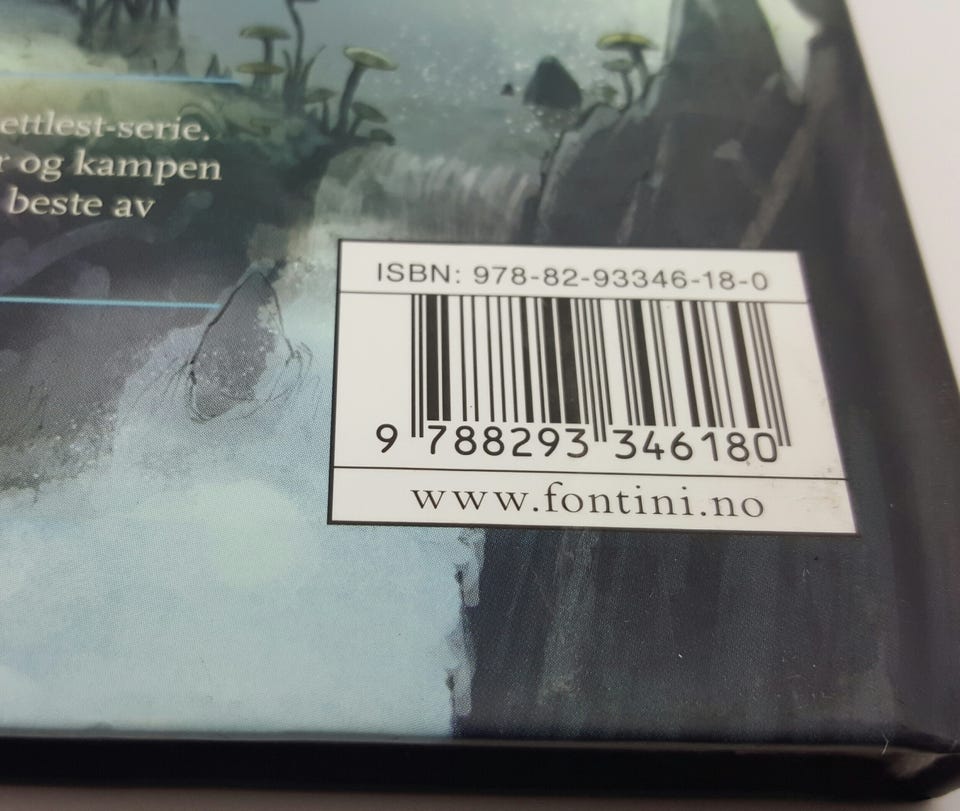 ettlest-serie.
r og kampen
beste av
ISBN: 978-82-93346-18-0
9 788293 346180
www.fontini.no